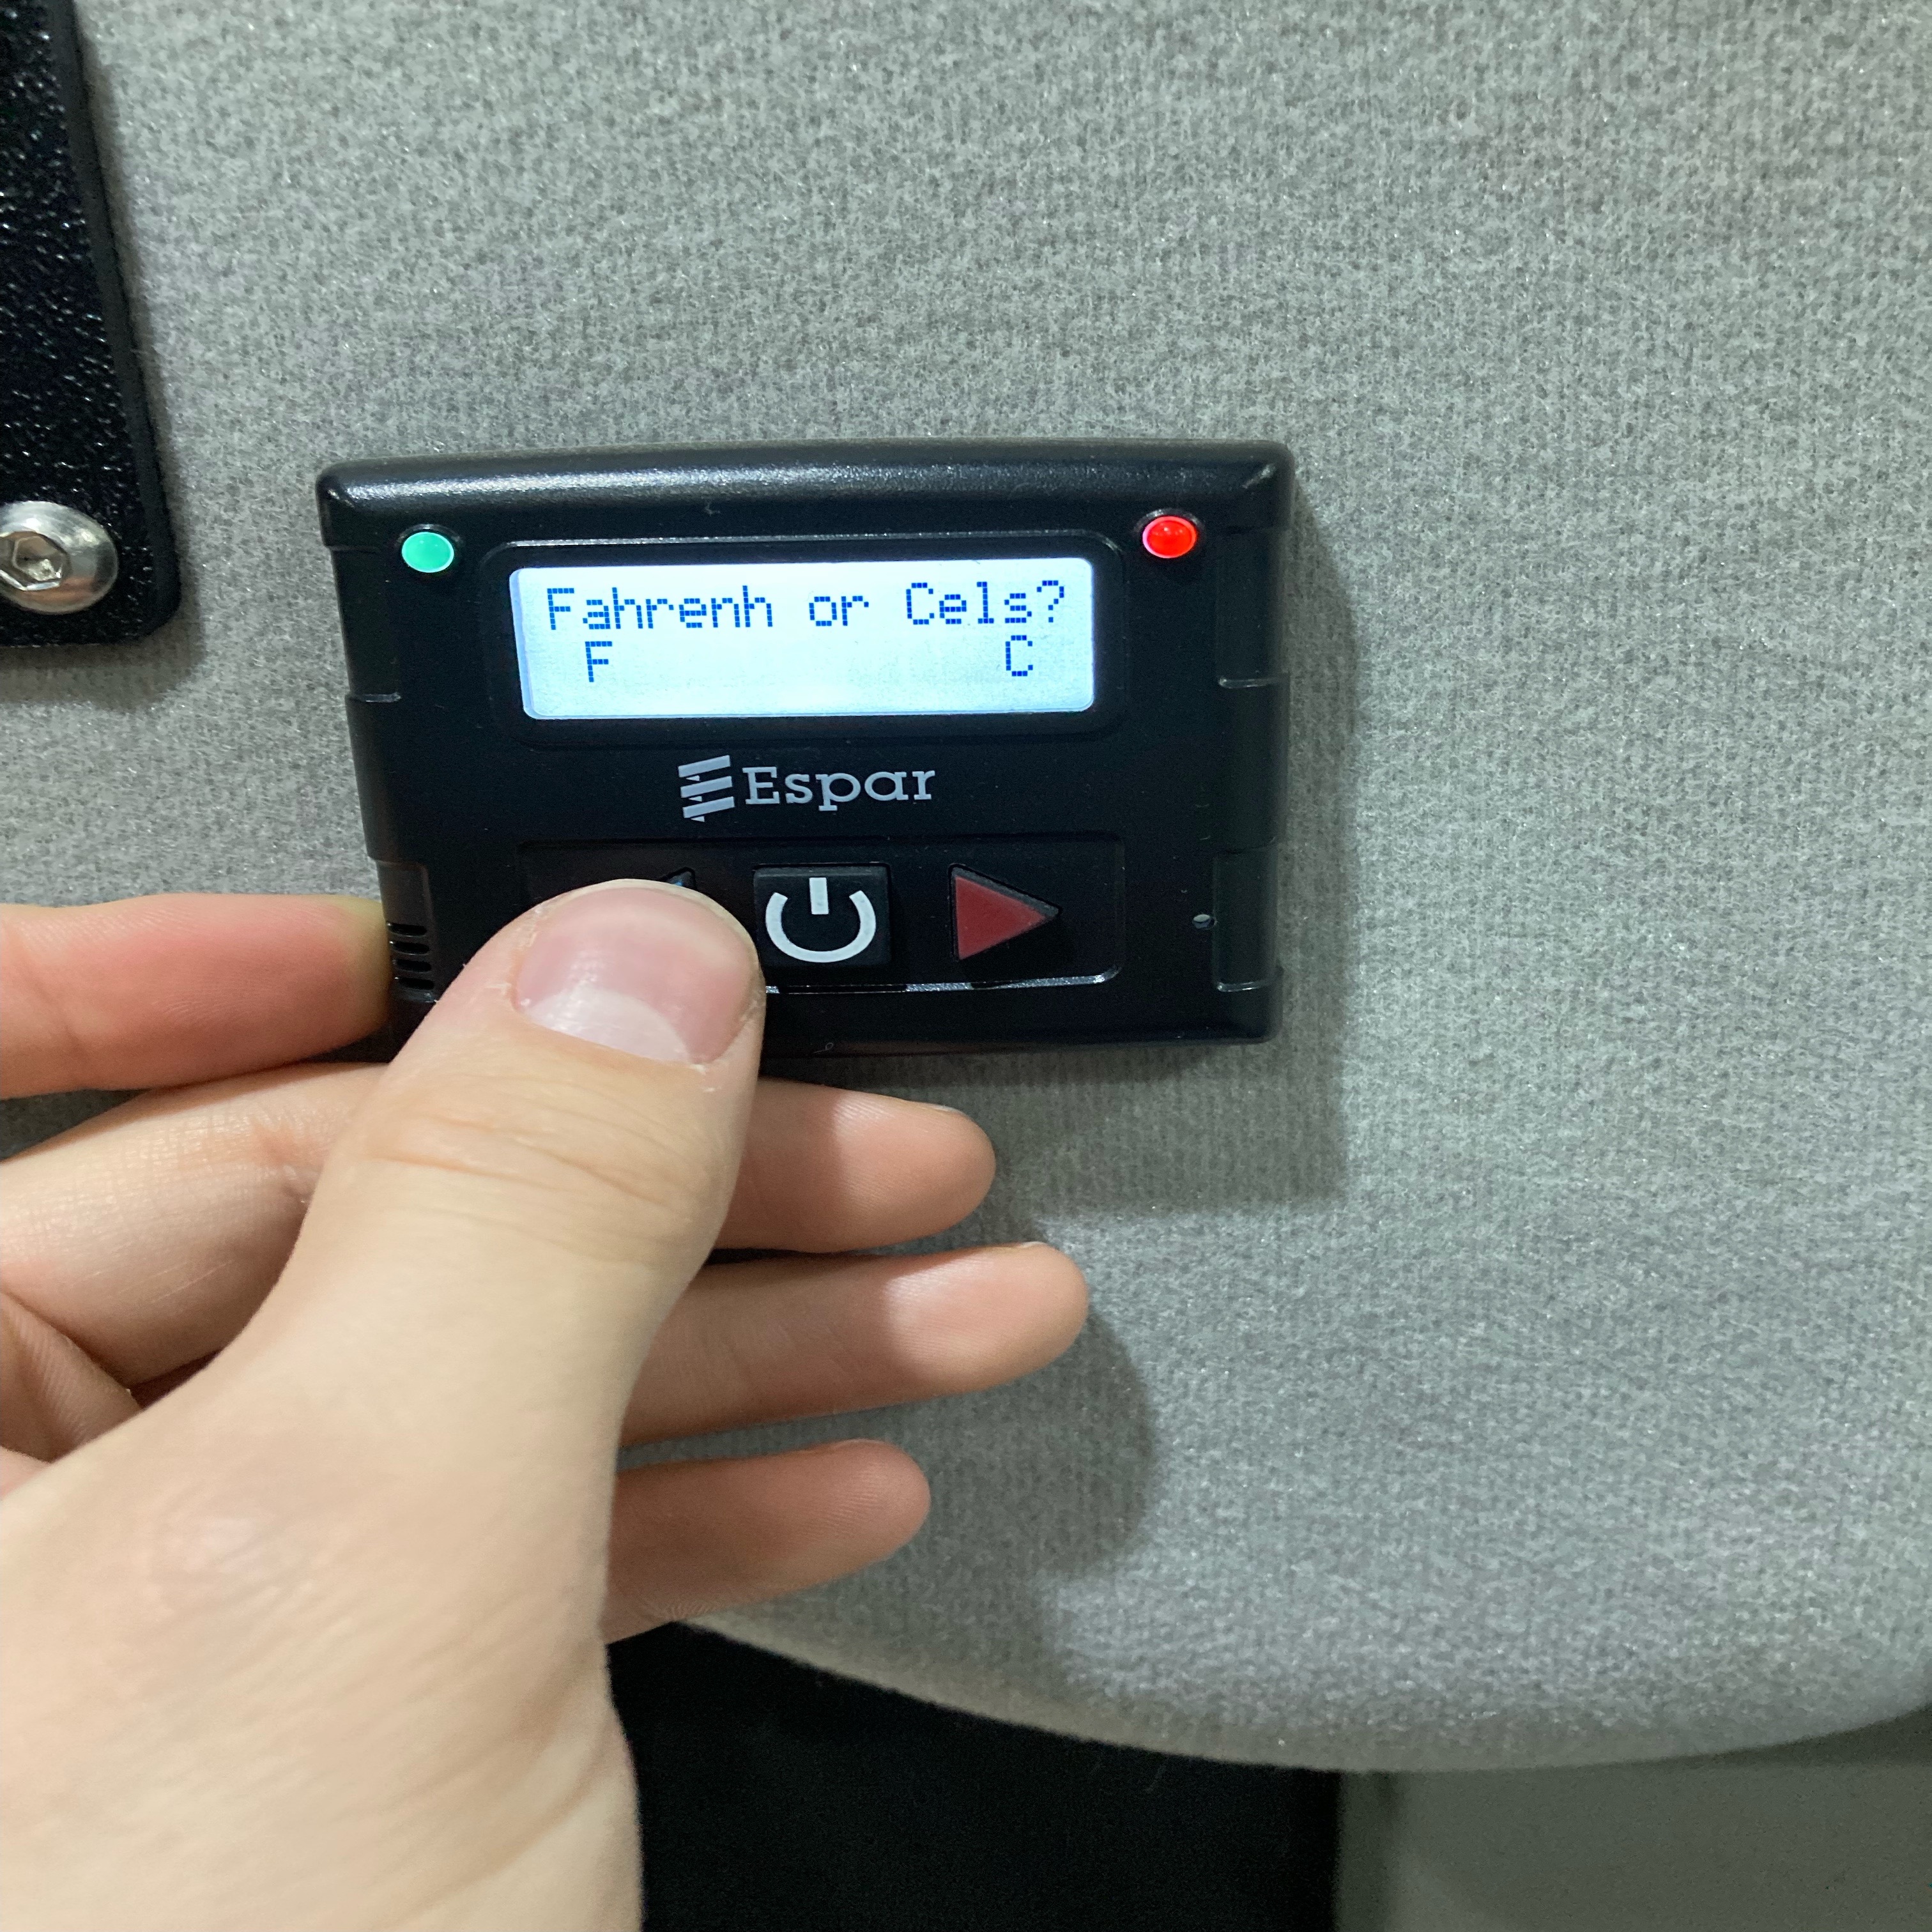 Fahrenh or Cels?
F C
Espar